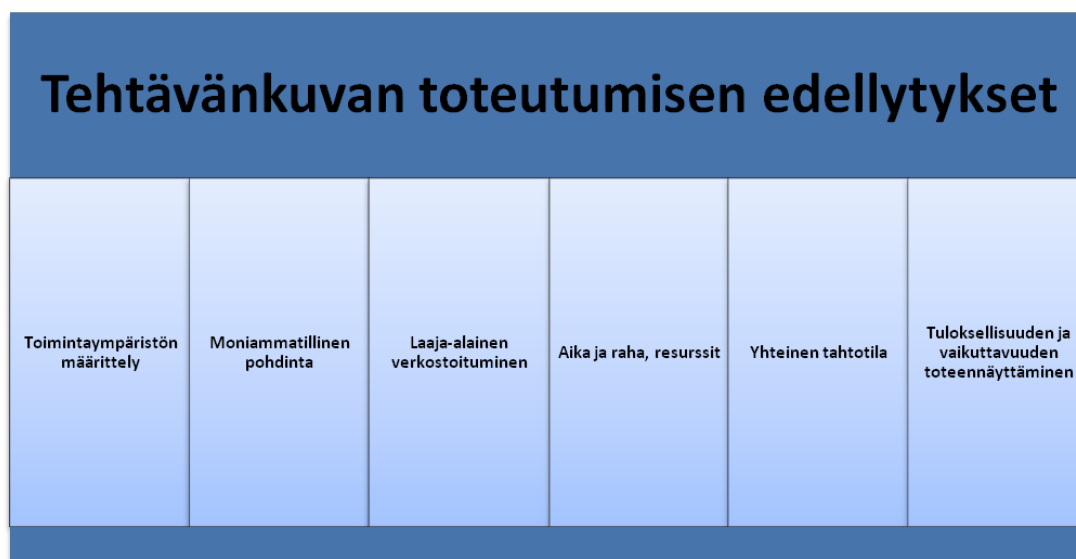 Tehtävänkuvan toteutumisen edellytykset
Toimintaympäristön
määrittely
Moniammatillinen
pohdinta
Laaja-alainen
verkostoituminen
Aika ja raha, resurssit
Yhteinen tahtotila
Tuloksellisuuden ja
vaikuttavuuden
toteennäyttäminen